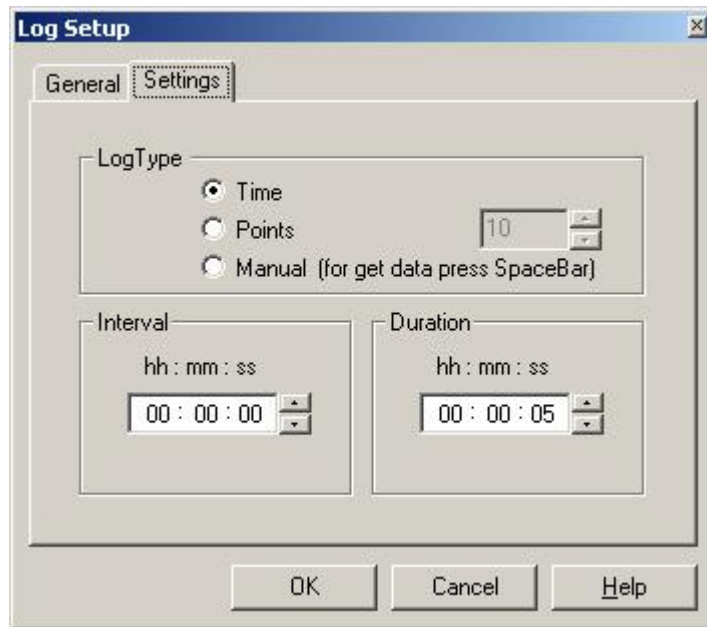 Log Setup
General Settings
LogType
Time
Points 10
Manual (for get data press SpaceBar)
Interval Duration
hh : mm : ss hh : mm : ss
00 : 00 : 00 00 : 00 : 05
OK Cancel Help